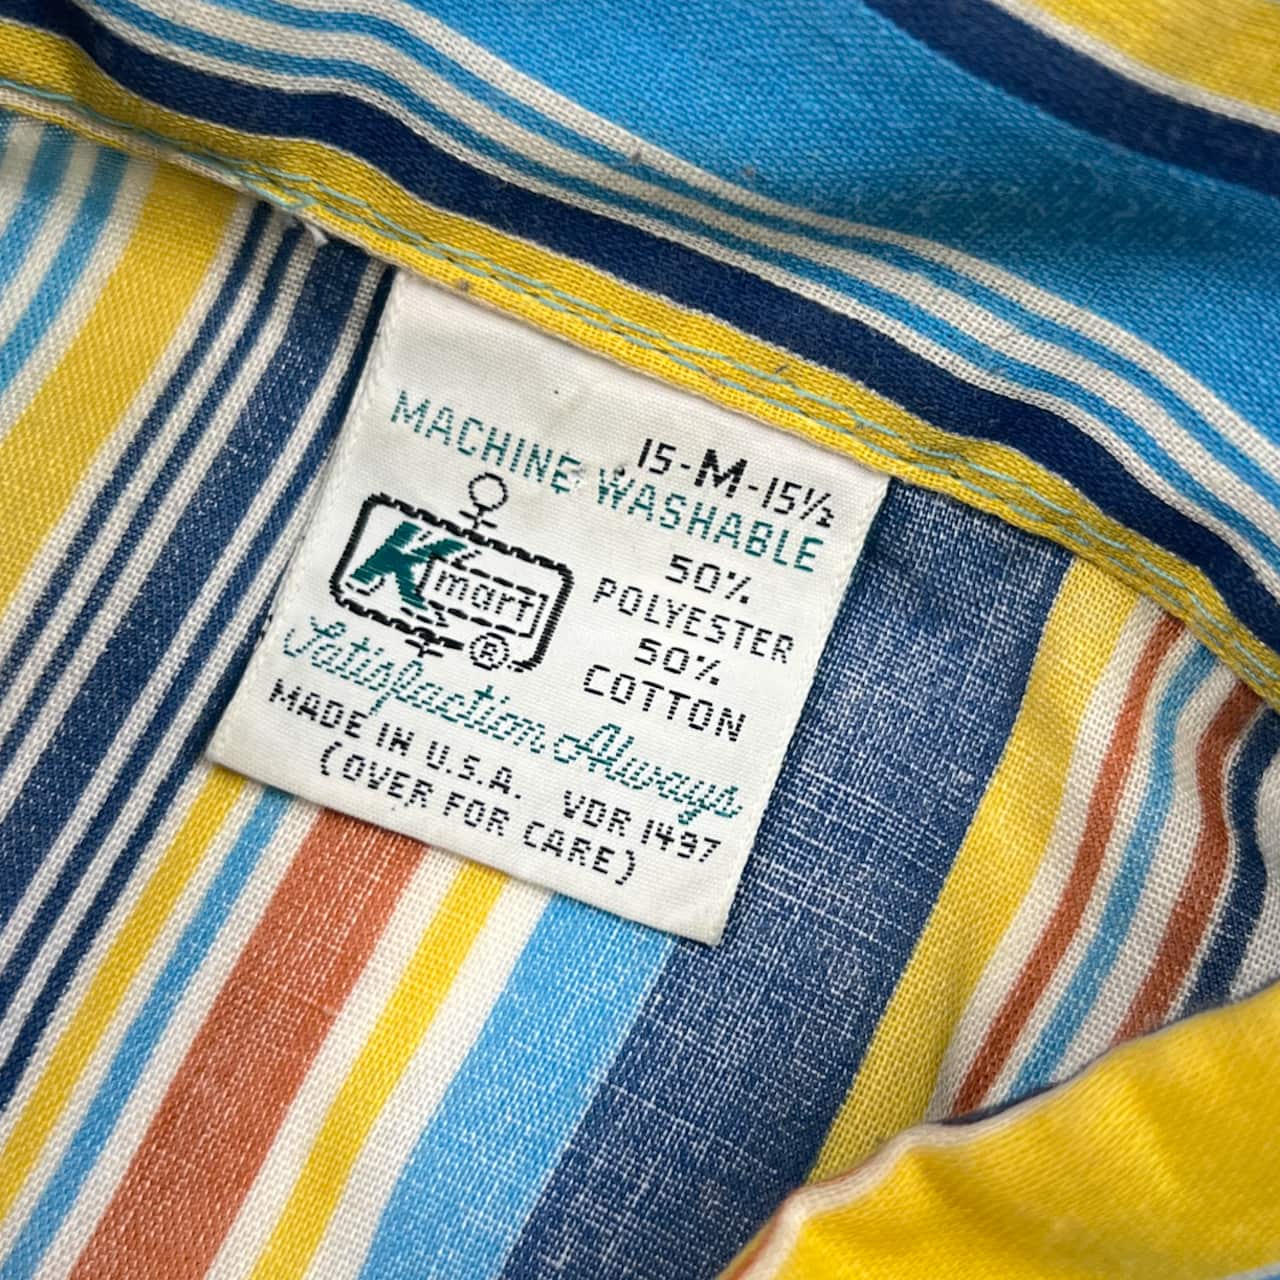 15-M-15½
MACHINE WASHABLE
Kmart®
50%
POLYESTER
50%
COTTON
Satisfaction Always
MADE IN U.S.A. VDR 1497
(OVER FOR CARE)